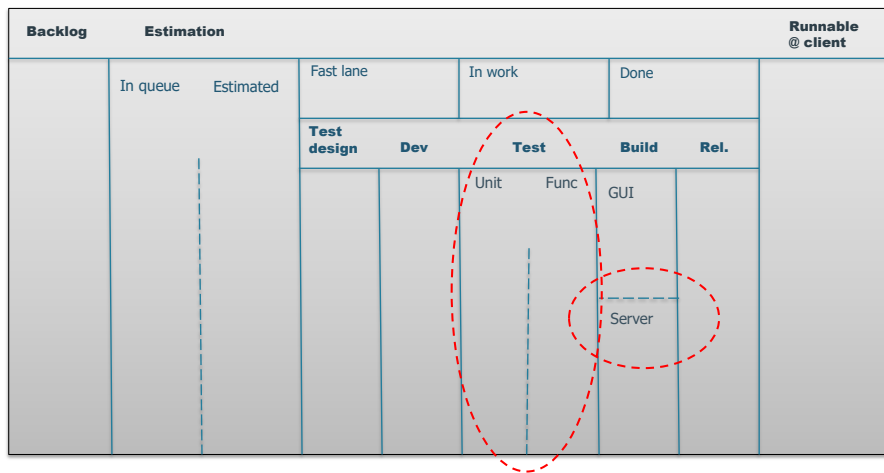 Backlog
Estimation
Runnable
@ client
In queue
Estimated
Fast lane
In work
Done
Test
design
Dev
Test
Build
Rel.
Unit
Func
GUI
Server